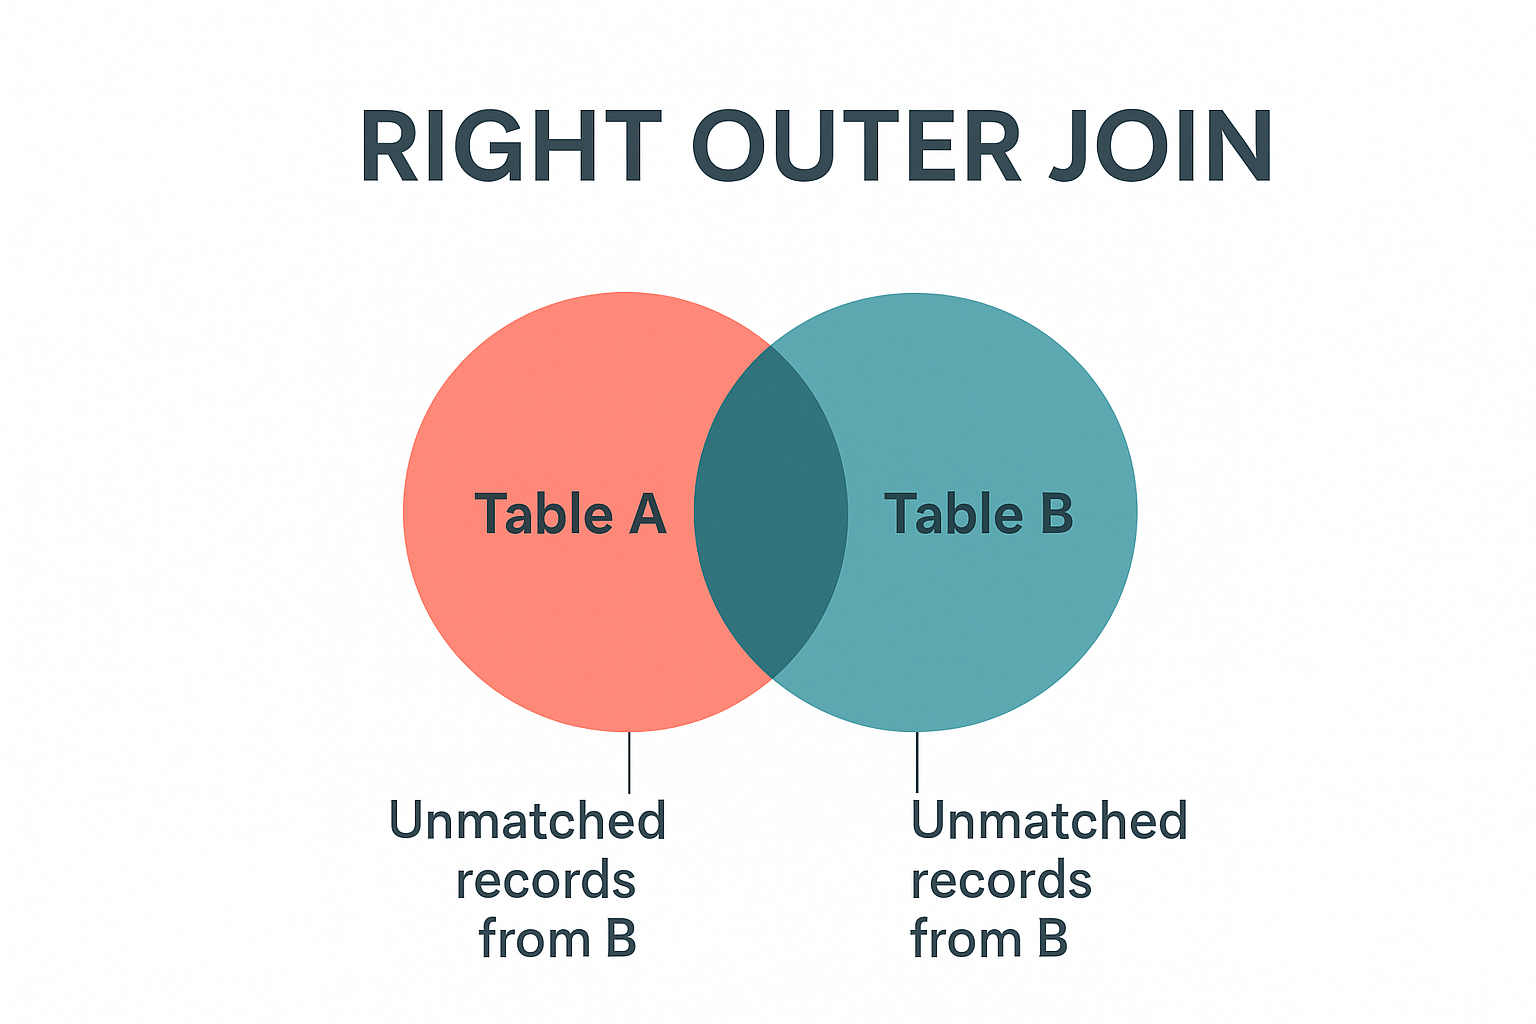 RIGHT OUTER JOIN
Table A
Table B
Unmatched
records
from B
Unmatched
records
from B